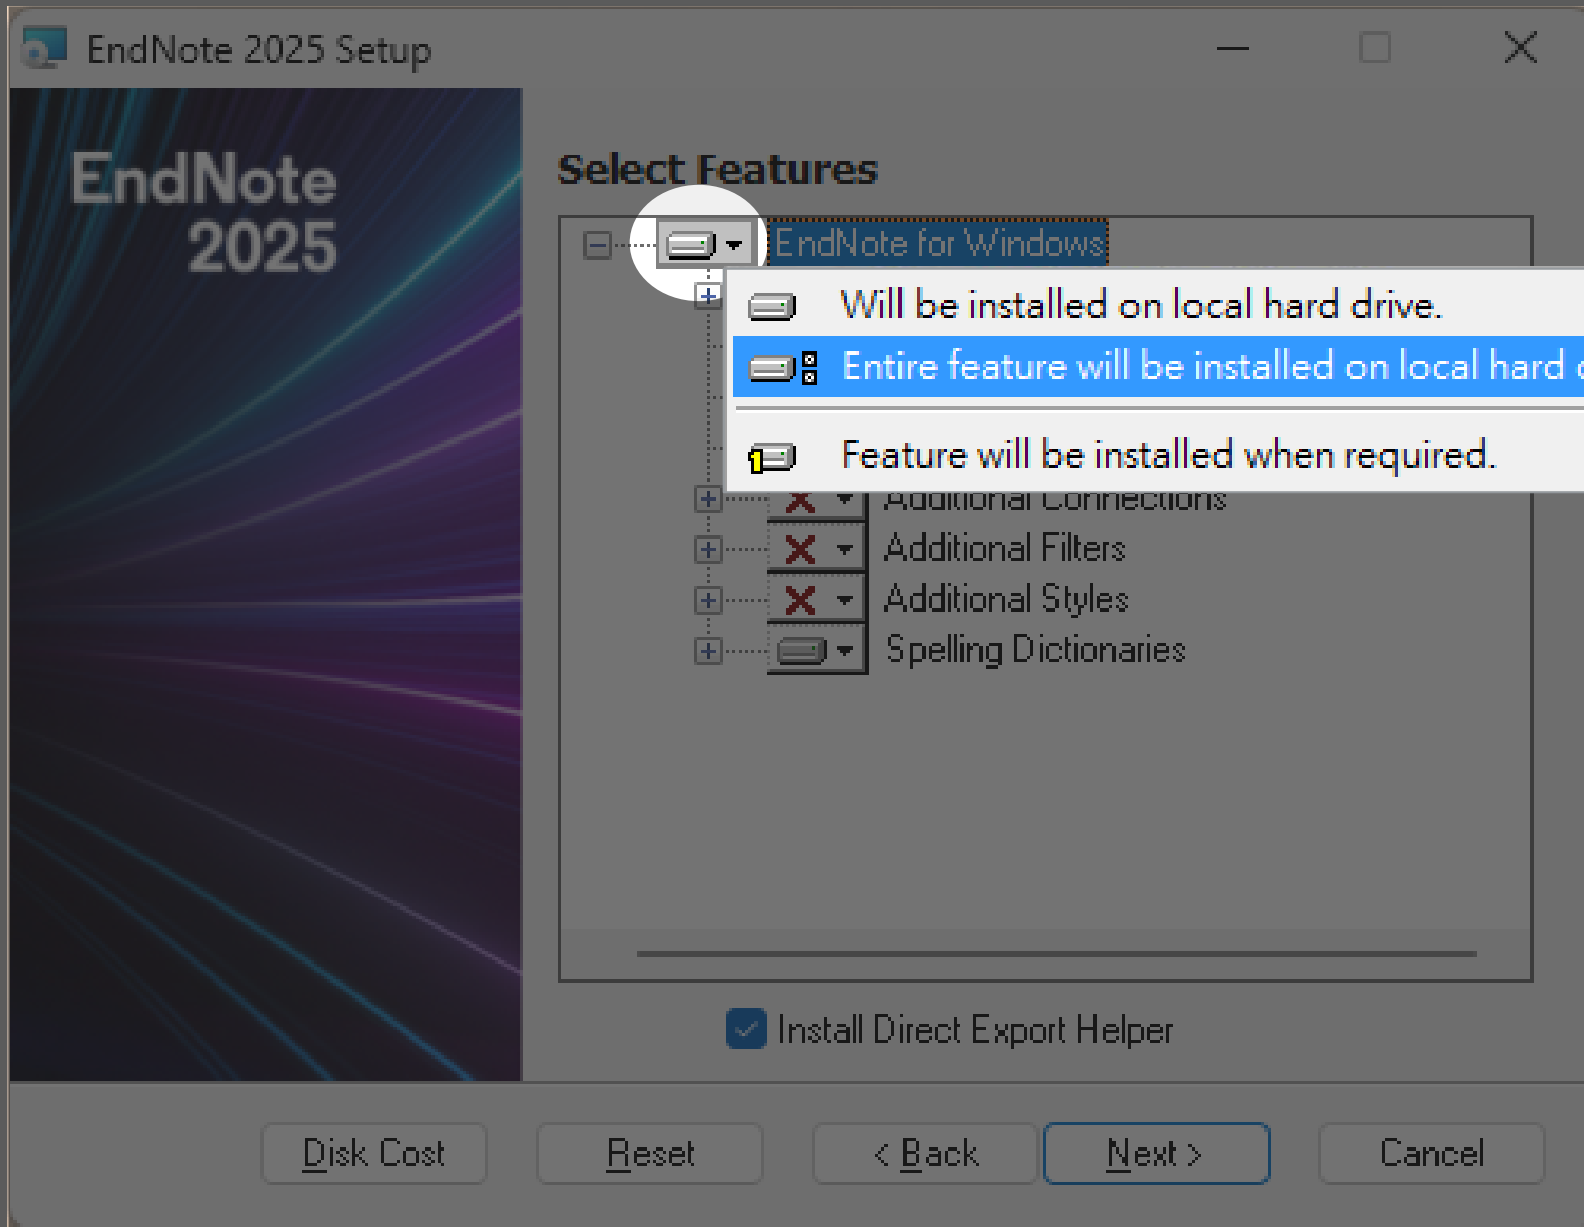 EndNote 2025 Setup
EndNote
2025
Select Features
EndNote for Windows
Will be installed on local hard drive.
Entire feature will be installed on local hard
Feature will be installed when required.
Additional Connections
Additional Filters
Additional Styles
Spelling Dictionaries
Install Direct Export Helper
Disk Cost
Reset
< Back
Next >
Cancel